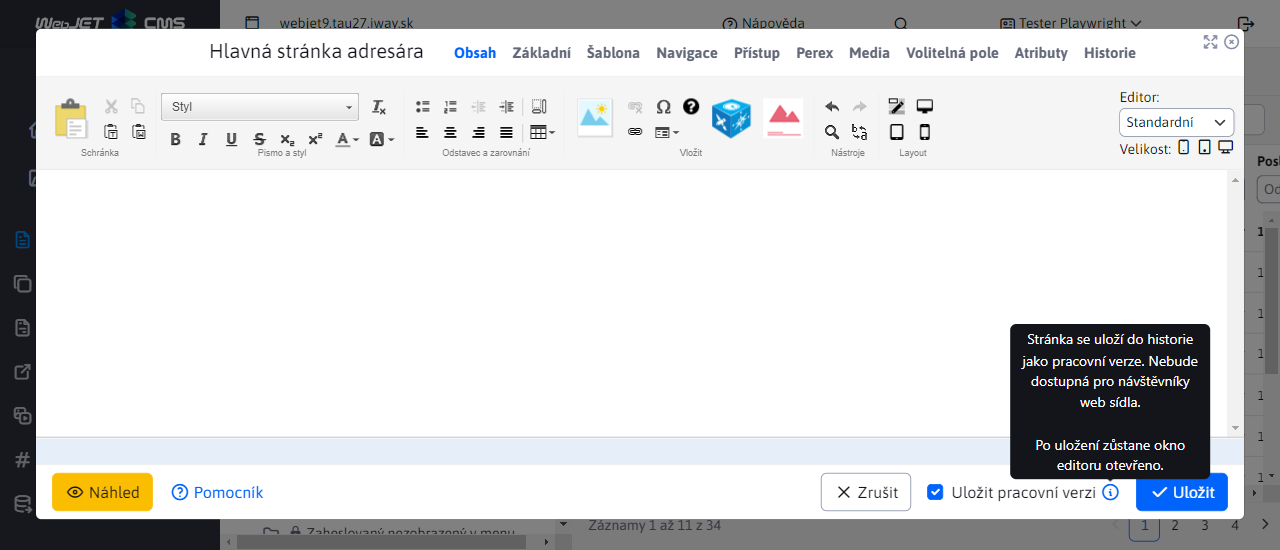 WebJET CMS
webjet9.tau27.iway.sk
Nápověda
Tester Playwright
Hlavná stránka adresára
Obsah Základní Šablona Navigace Přístup Perex Media Volitelná pole Atributy Historie
Styl
Editor:
Standardní
Velikost:
Schránka
Písmo a styl
Odstavec a zarovnání
Vložit
Nástroje
Layout
Stránka se uloží do historie
jako pracovní verze. Nebude
dostupná pro návštěvníky
web sídla.
Po uložení zůstane okno
editoru otevřeno.
Náhled
Pomocník
Zrušit
Uložit pracovní verzi
Uložit
Zaheslovaný nezobrazený v menu
Záznamy 1 až 11 z 34
1 2 3 4